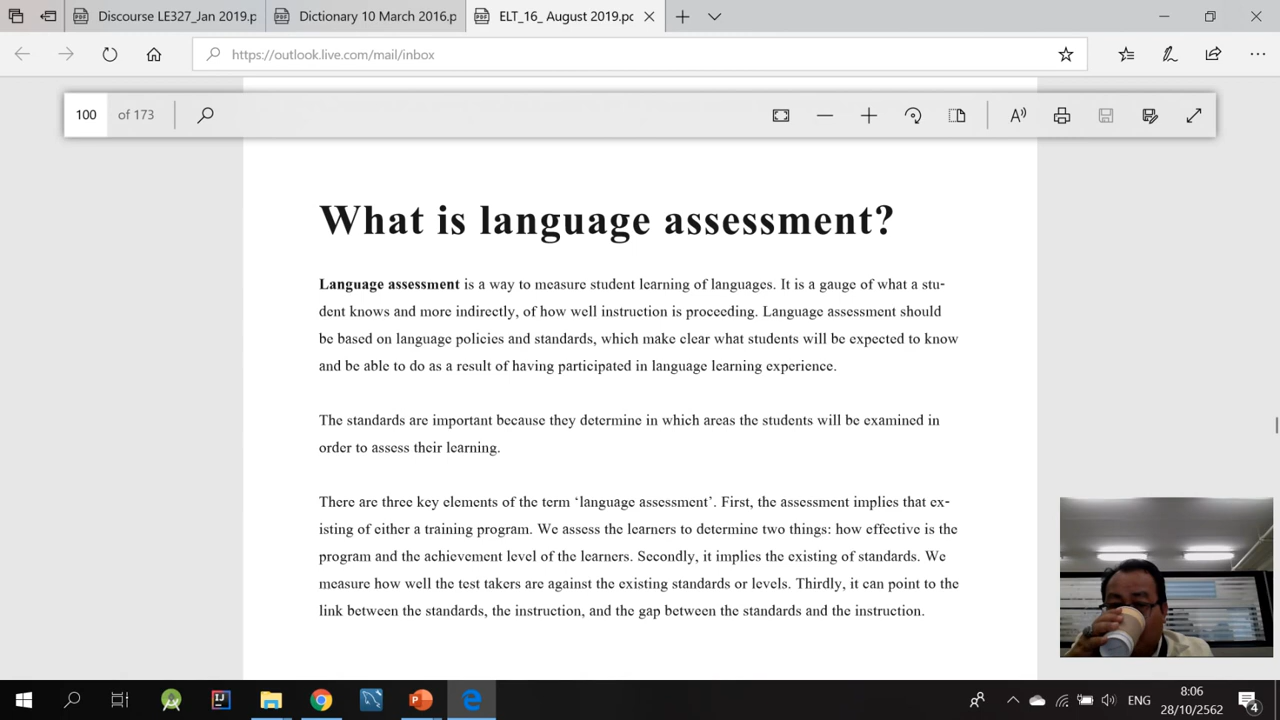 Discourse LE327_Jan 2019.p
Dictionary 10 March 2016.p
ELT_16_ August 2019.pc
https://outlook.live.com/mail/inbox
100 of 173
What is language assessment?
Language assessment is a way to measure student learning of languages. It is a gauge of what a stu-
dent knows and more indirectly, of how well instruction is proceeding. Language assessment should
be based on language policies and standards, which make clear what students will be expected to know
and be able to do as a result of having participated in language learning experience.
The standards are important because they determine in which areas the students will be examined in
order to assess their learning.
There are three key elements of the term ‘language assessment’. First, the assessment implies that ex-
isting of either a training program. We assess the learners to determine two things: how effective is the
program and the achievement level of the learners. Secondly, it implies the existing of standards. We
measure how well the test takers are against the existing standards or levels. Thirdly, it can point to the
link between the standards, the instruction, and the gap between the standards and the instruction.
ENG
8:06
28/10/2562
4